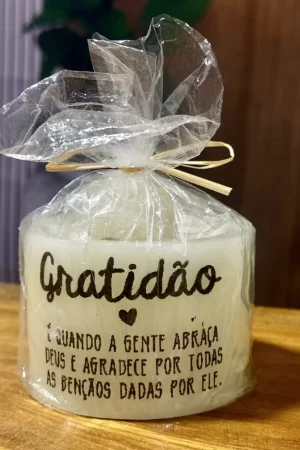 Gratidão
É QUANDO A GENTE ABRAÇA
DEUS E AGRADECE POR TODAS
AS BENÇÃOS DADAS POR ELE.